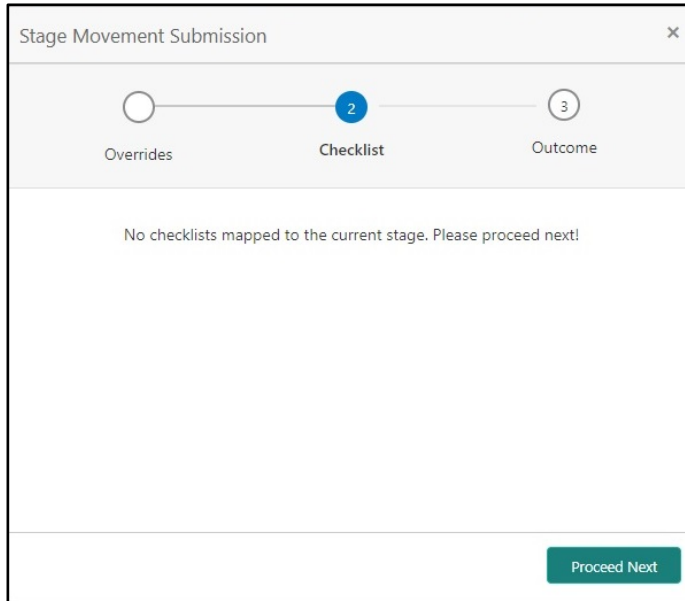 Stage Movement Submission ×
2 3
Overrides Checklist Outcome
No checklists mapped to the current stage. Please proceed next!
Proceed Next